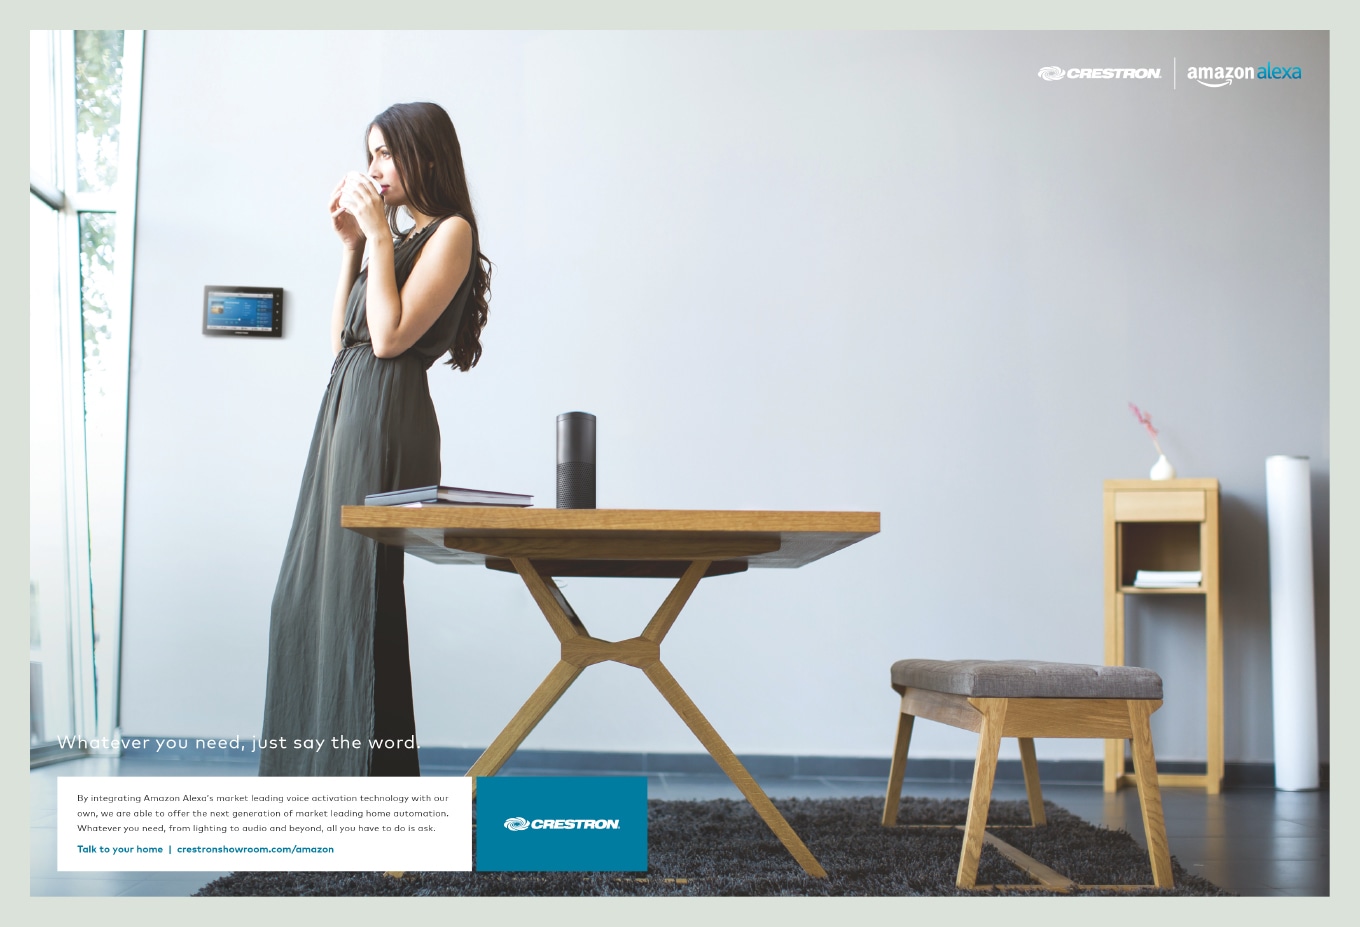 CRESTRON
amazon alexa
Whatever you need, just say the word.
By integrating Amazon Alexa's market leading voice activation technology with our
own, we are able to offer the next generation of market leading home automation.
Whatever you need, from lighting to audio and beyond, all you have to do is ask.
Talk to your home | crestronshowroom.com/amazon
CRESTRON